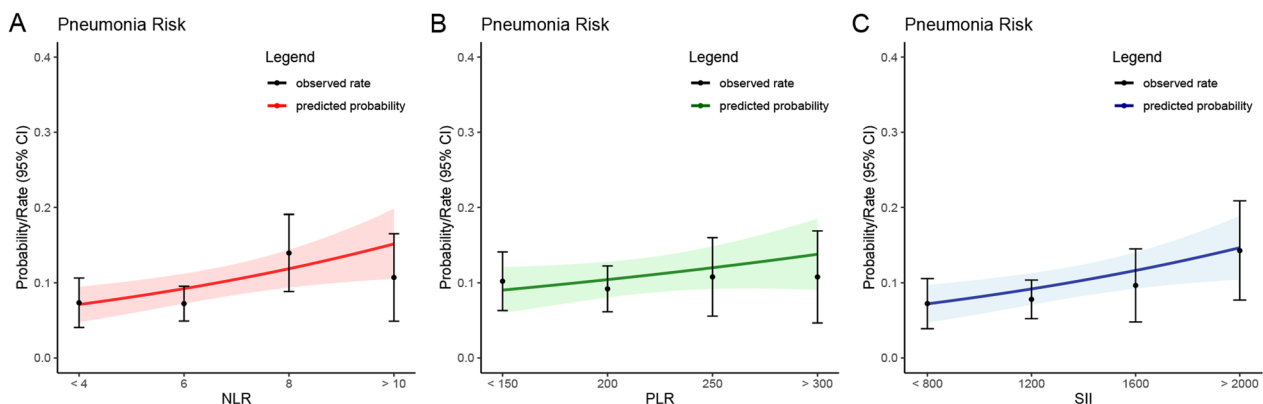 A
Pneumonia Risk
Legend
observed rate
predicted probability
Probability/Rate (95% CI)
0.4
0.3
0.2
0.1
0.0
< 4
6
8
> 10
NLR
B
Pneumonia Risk
Legend
observed rate
predicted probability
Probability/Rate (95% CI)
0.4
0.3
0.2
0.1
0.0
< 150
200
250
> 300
PLR
C
Pneumonia Risk
Legend
observed rate
predicted probability
Probability/Rate (95% CI)
0.4
0.3
0.2
0.1
0.0
< 800
1200
1600
> 2000
SII